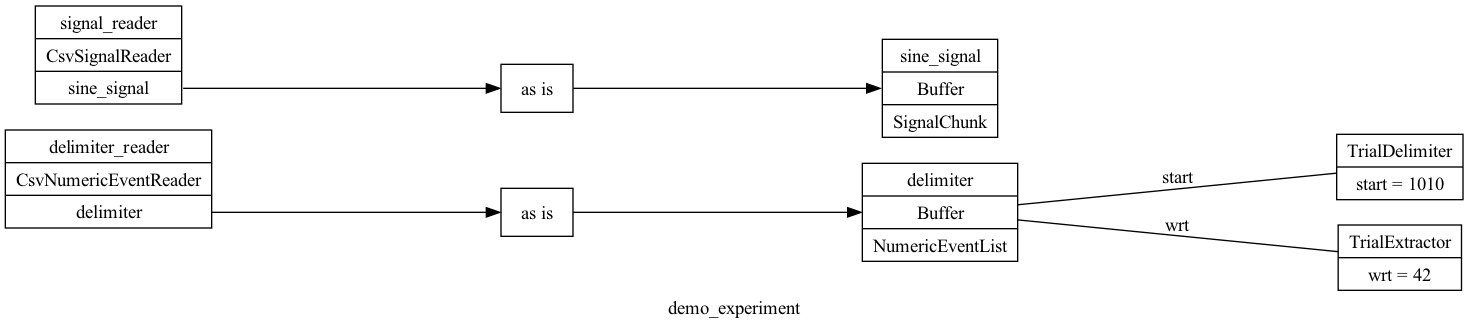 signal_reader
CsvSignalReader
sine_signal
as is
sine_signal
Buffer
SignalChunk
delimiter_reader
CsvNumericEventReader
delimiter
as is
delimiter
Buffer
NumericEventList
start
wrt
TrialDelimiter
start = 1010
TrialExtractor
wrt = 42
demo_experiment